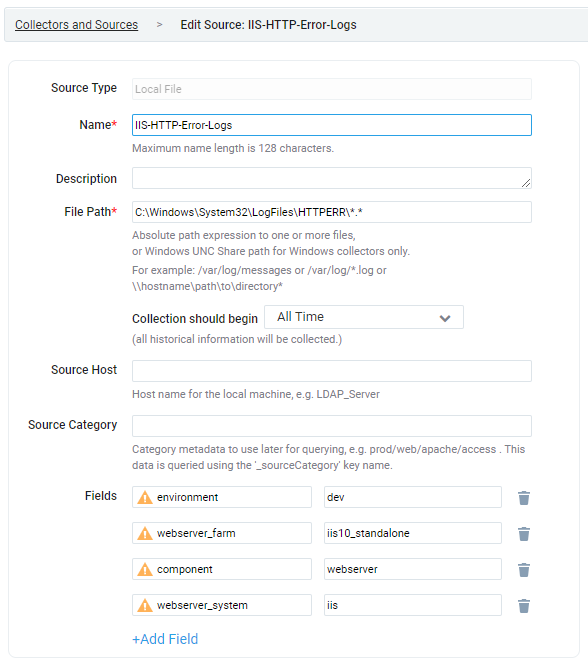 Collectors and Sources > Edit Source: IIS-HTTP-Error-Logs
Source Type Local File
Name* IIS-HTTP-Error-Logs
Maximum name length is 128 characters.
Description
File Path* C:\Windows\System32\LogFiles\HTTPERR\*.*
Absolute path expression to one or more files,
or Windows UNC Share path for Windows collectors only.
For example: /var/log/messages or /var/log/*.log or
\\hostname\path\to\directory*
Collection should begin All Time
(all historical information will be collected.)
Source Host
Host name for the local machine, e.g. LDAP_Server
Source Category
Category metadata to use later for querying, e.g. prod/web/apache/access . This
data is queried using the '_sourceCategory' key name.
Fields environment dev
webserver_farm iis10_standalone
component webserver
webserver_system iis
+Add Field